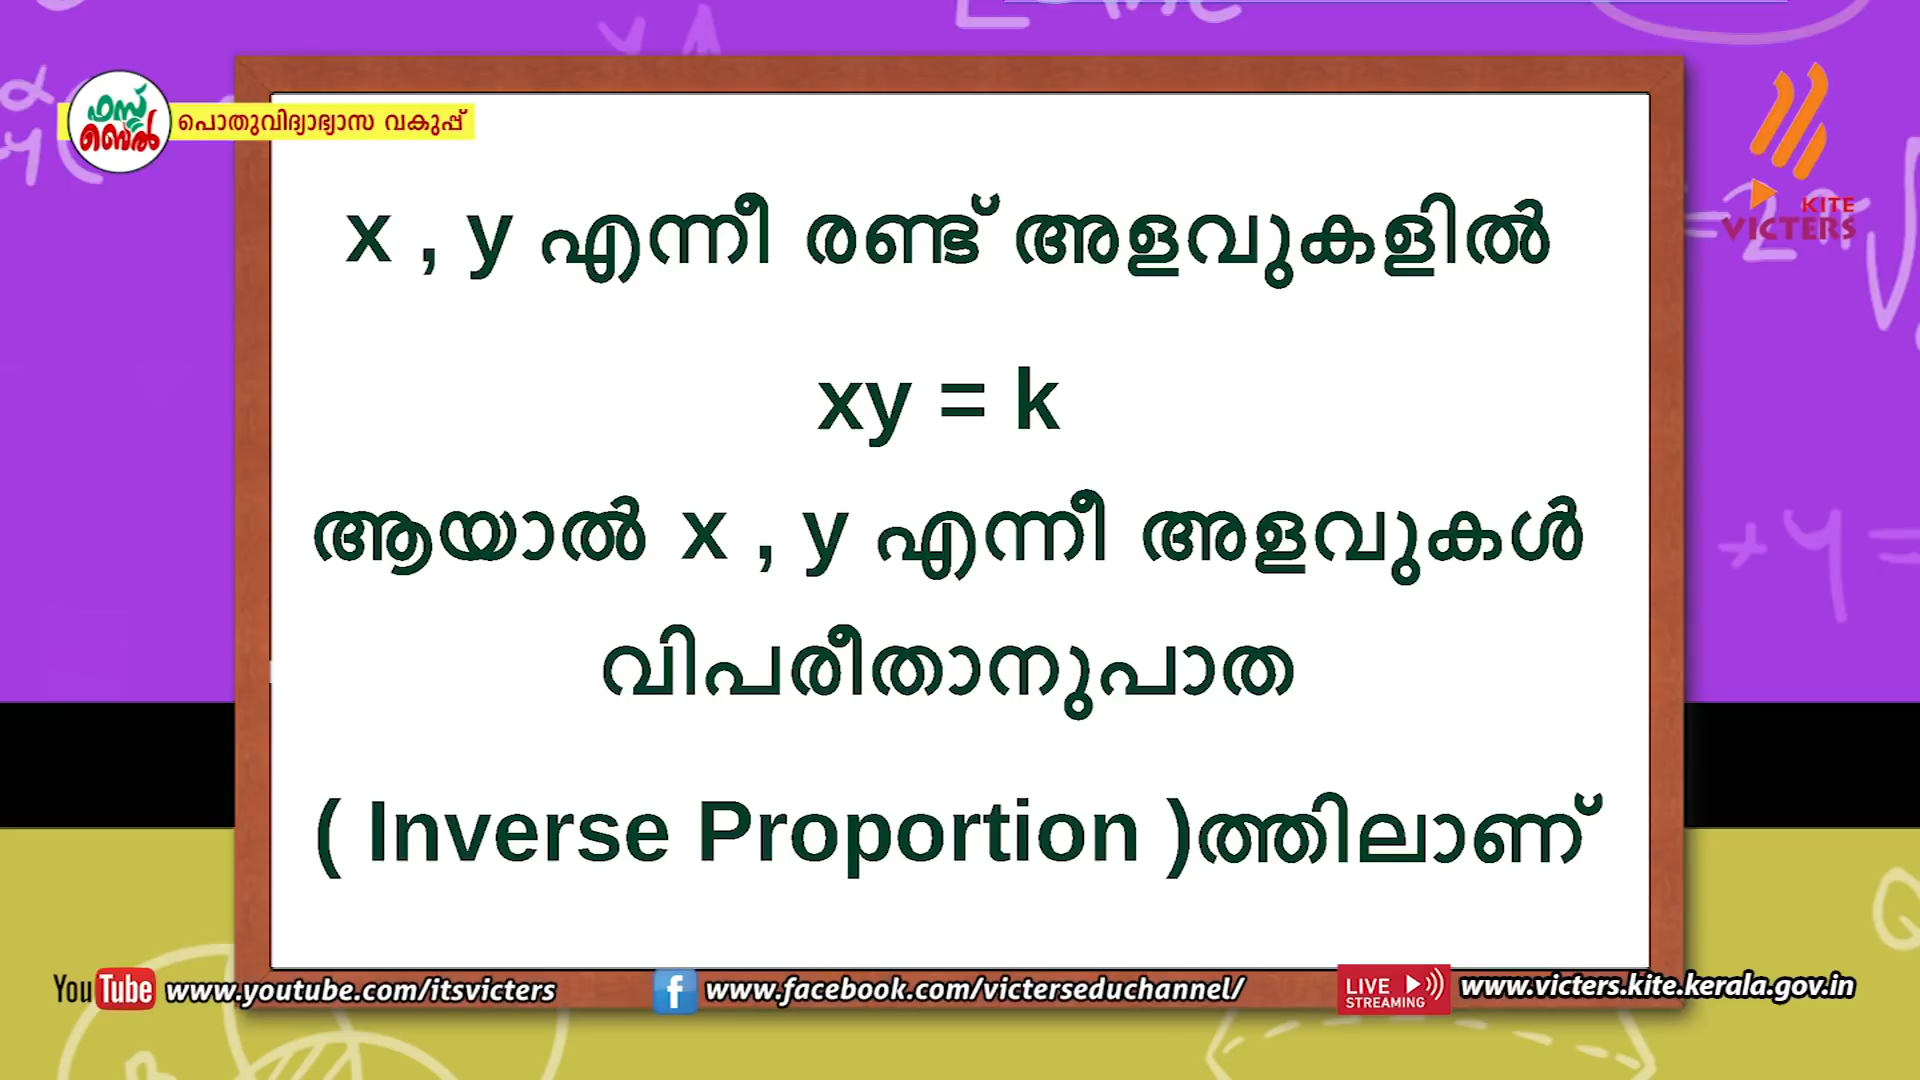 ഫസ്റ്റ്
ബെൽ
പൊതുവിദ്യാഭ്യാസ വകുപ്പ്
KITE
VICTERS
x , y എന്നീ രണ്ട് അളവുകളിൽ
xy = k
ആയാൽ x , y എന്നീ അളവുകൾ
വിപരീതാനുപാത
( Inverse Proportion )ത്തിലാണ്
YouTube www.youtube.com/itsvicters
f www.facebook.com/victerseduchannel/
LIVE
STREAMING
www.victers.kite.kerala.gov.in